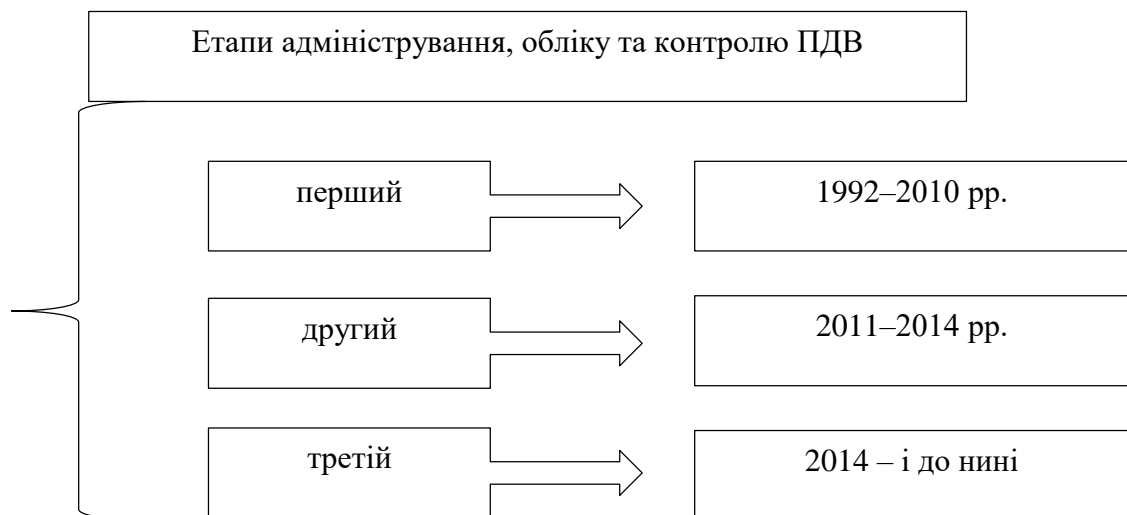 Етапи адміністрування, обліку та контролю ПДВ
перший
1992–2010 рр.
другий
2011–2014 рр.
третій
2014 – і до нині